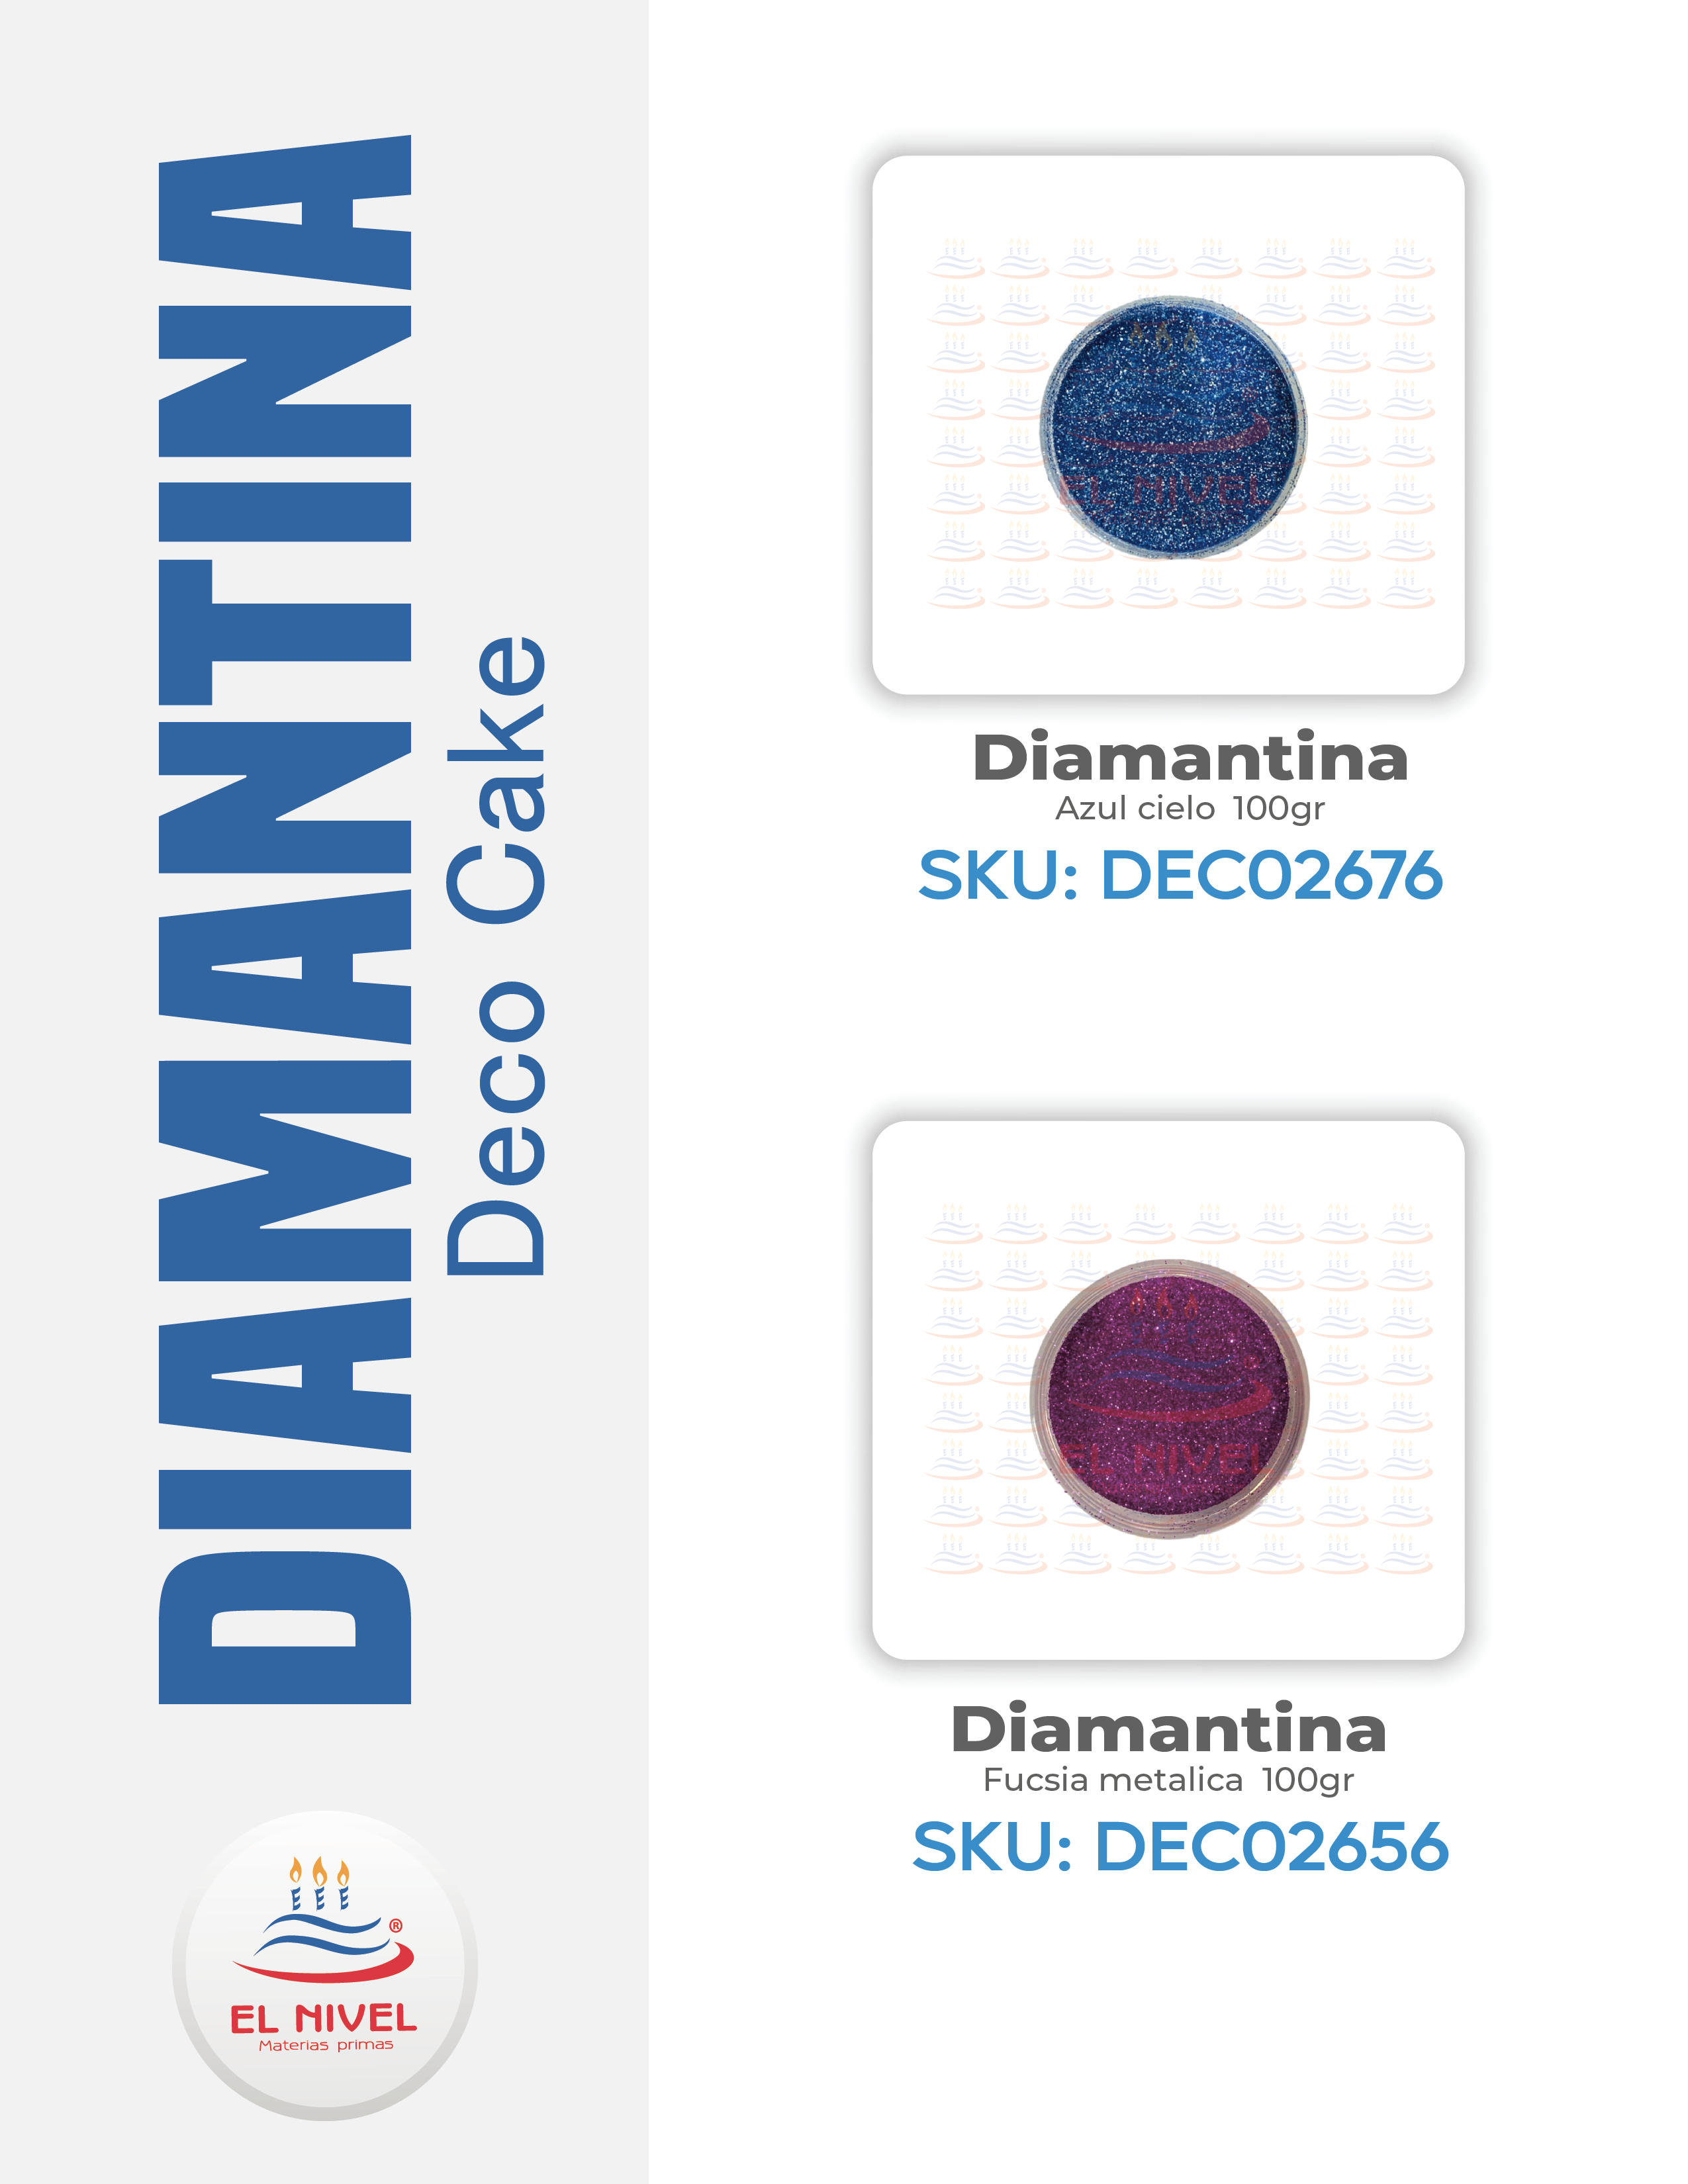 DIAMANTINA
Deco Cake
EL NIVEL
Diamantina
Azul cielo 100gr
SKU: DEC02676
EL NIVEL
Diamantina
Fucsia metalica 100gr
SKU: DEC02656
®
EL NIVEL
Materias primas